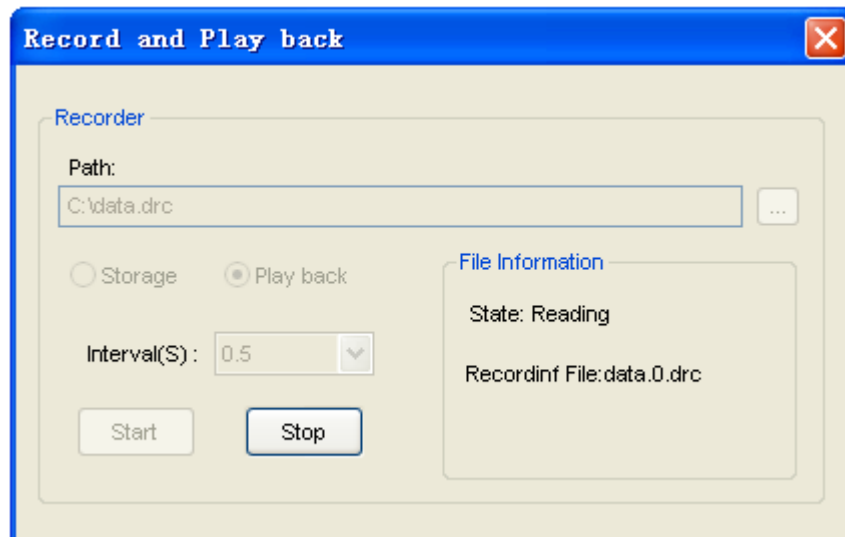 Record and Play back
Recorder
Path:
C:\data.drc
...
Storage
Play back
File Information
State: Reading
Interval(S) :
0.5
Recordinf File:data.0.drc
Start
Stop